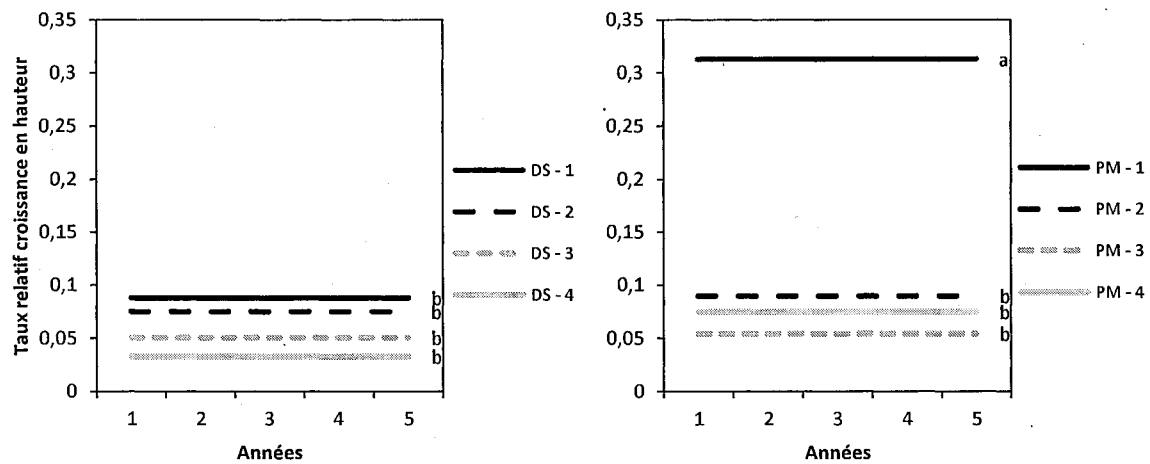 Taux relatif croissance en hauteur
0,35
0,3
0,25
0,2
0,15
0,1
0,05
0
1 2 3 4 5
Années
b
b
b
b
DS - 1
DS - 2
DS - 3
DS - 4
0,35
0,3
0,25
0,2
0,15
0,1
0,05
0
1 2 3 4 5
Années
a
b
b
b
PM - 1
PM - 2
PM - 3
PM - 4